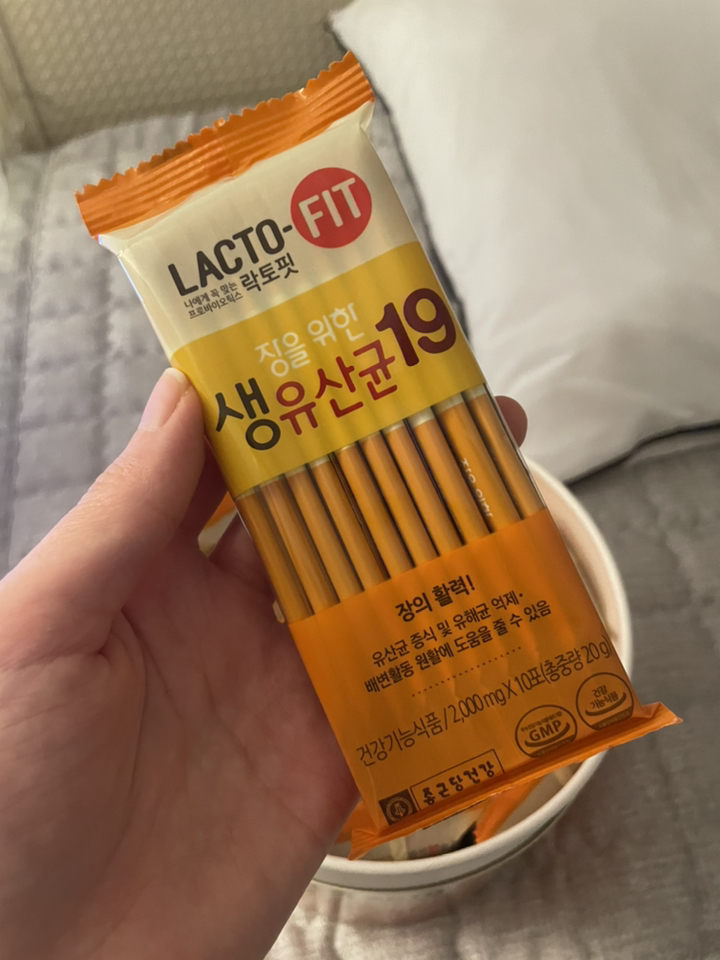 LACTO-FIT
나에게 꼭 맞는
프로바이오틱스
락토핏
장을 위한
생유산균19
장의 활력!
유산균 증식 및 유해균 억제·
배변활동 원활에 도움을 줄 수 있음
건강기능식품/2,000mg X 10포(총중량 20g)
GMP
건강
기능식품
종근당건강